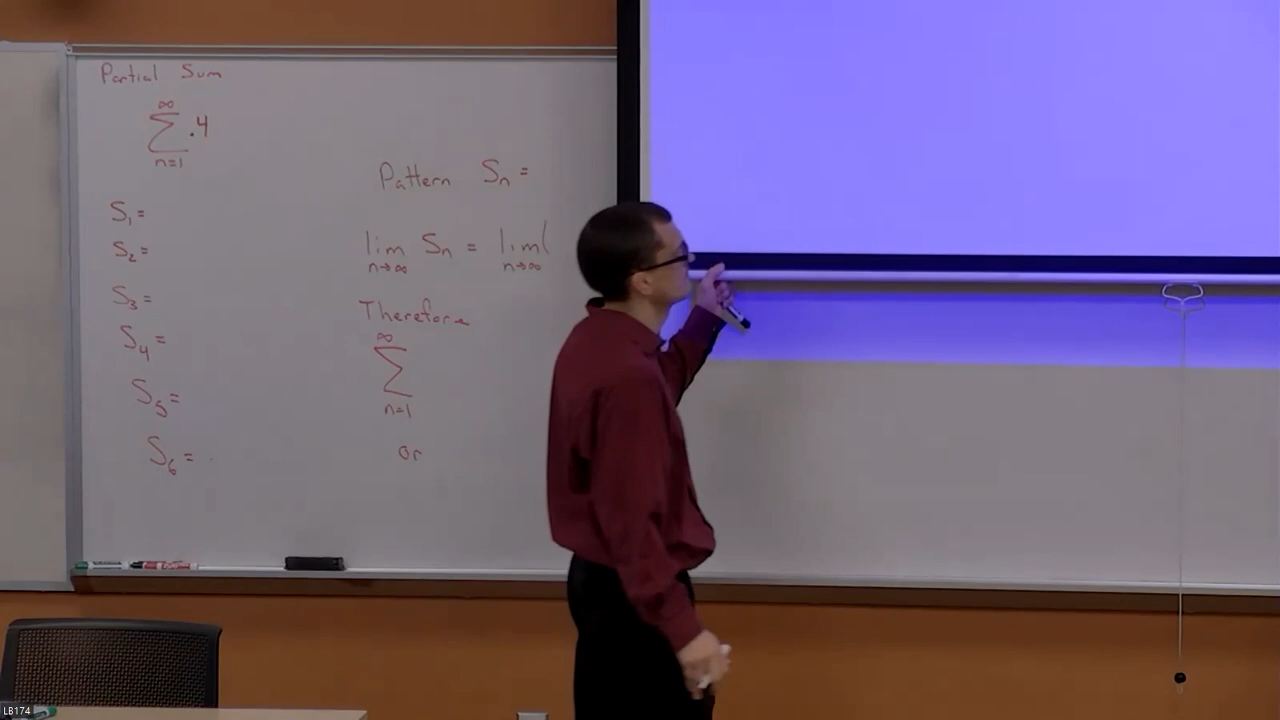 Partial Sum
∞
∑ .4
n=1
S₁=
S₂=
S₃=
S₄=
S₅=
S₆=
Pattern Sₙ=
lim Sₙ = lim(
n→∞ n→∞
Therefore
∞
∑
n=1
or
LB174